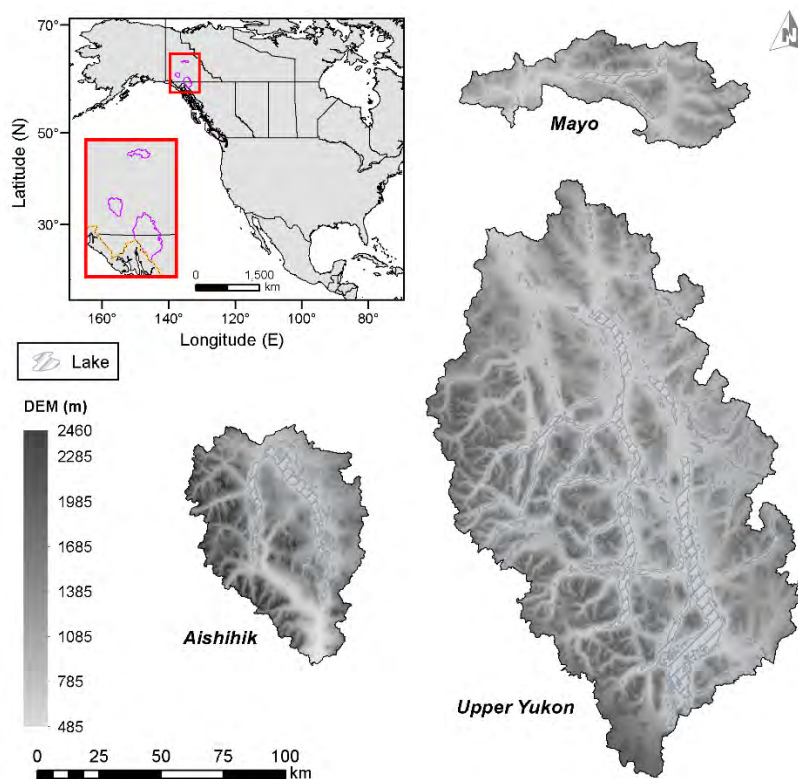 70°
50°
30°
Latitude (N)
0 1,500
km
160° 140° 120° 100° 80°
Longitude (E)
N
Mayo
Lake
DEM (m)
2460
2285
1985
1685
1385
1085
785
485
Aishihik
Upper Yukon
0 25 50 75 100
km